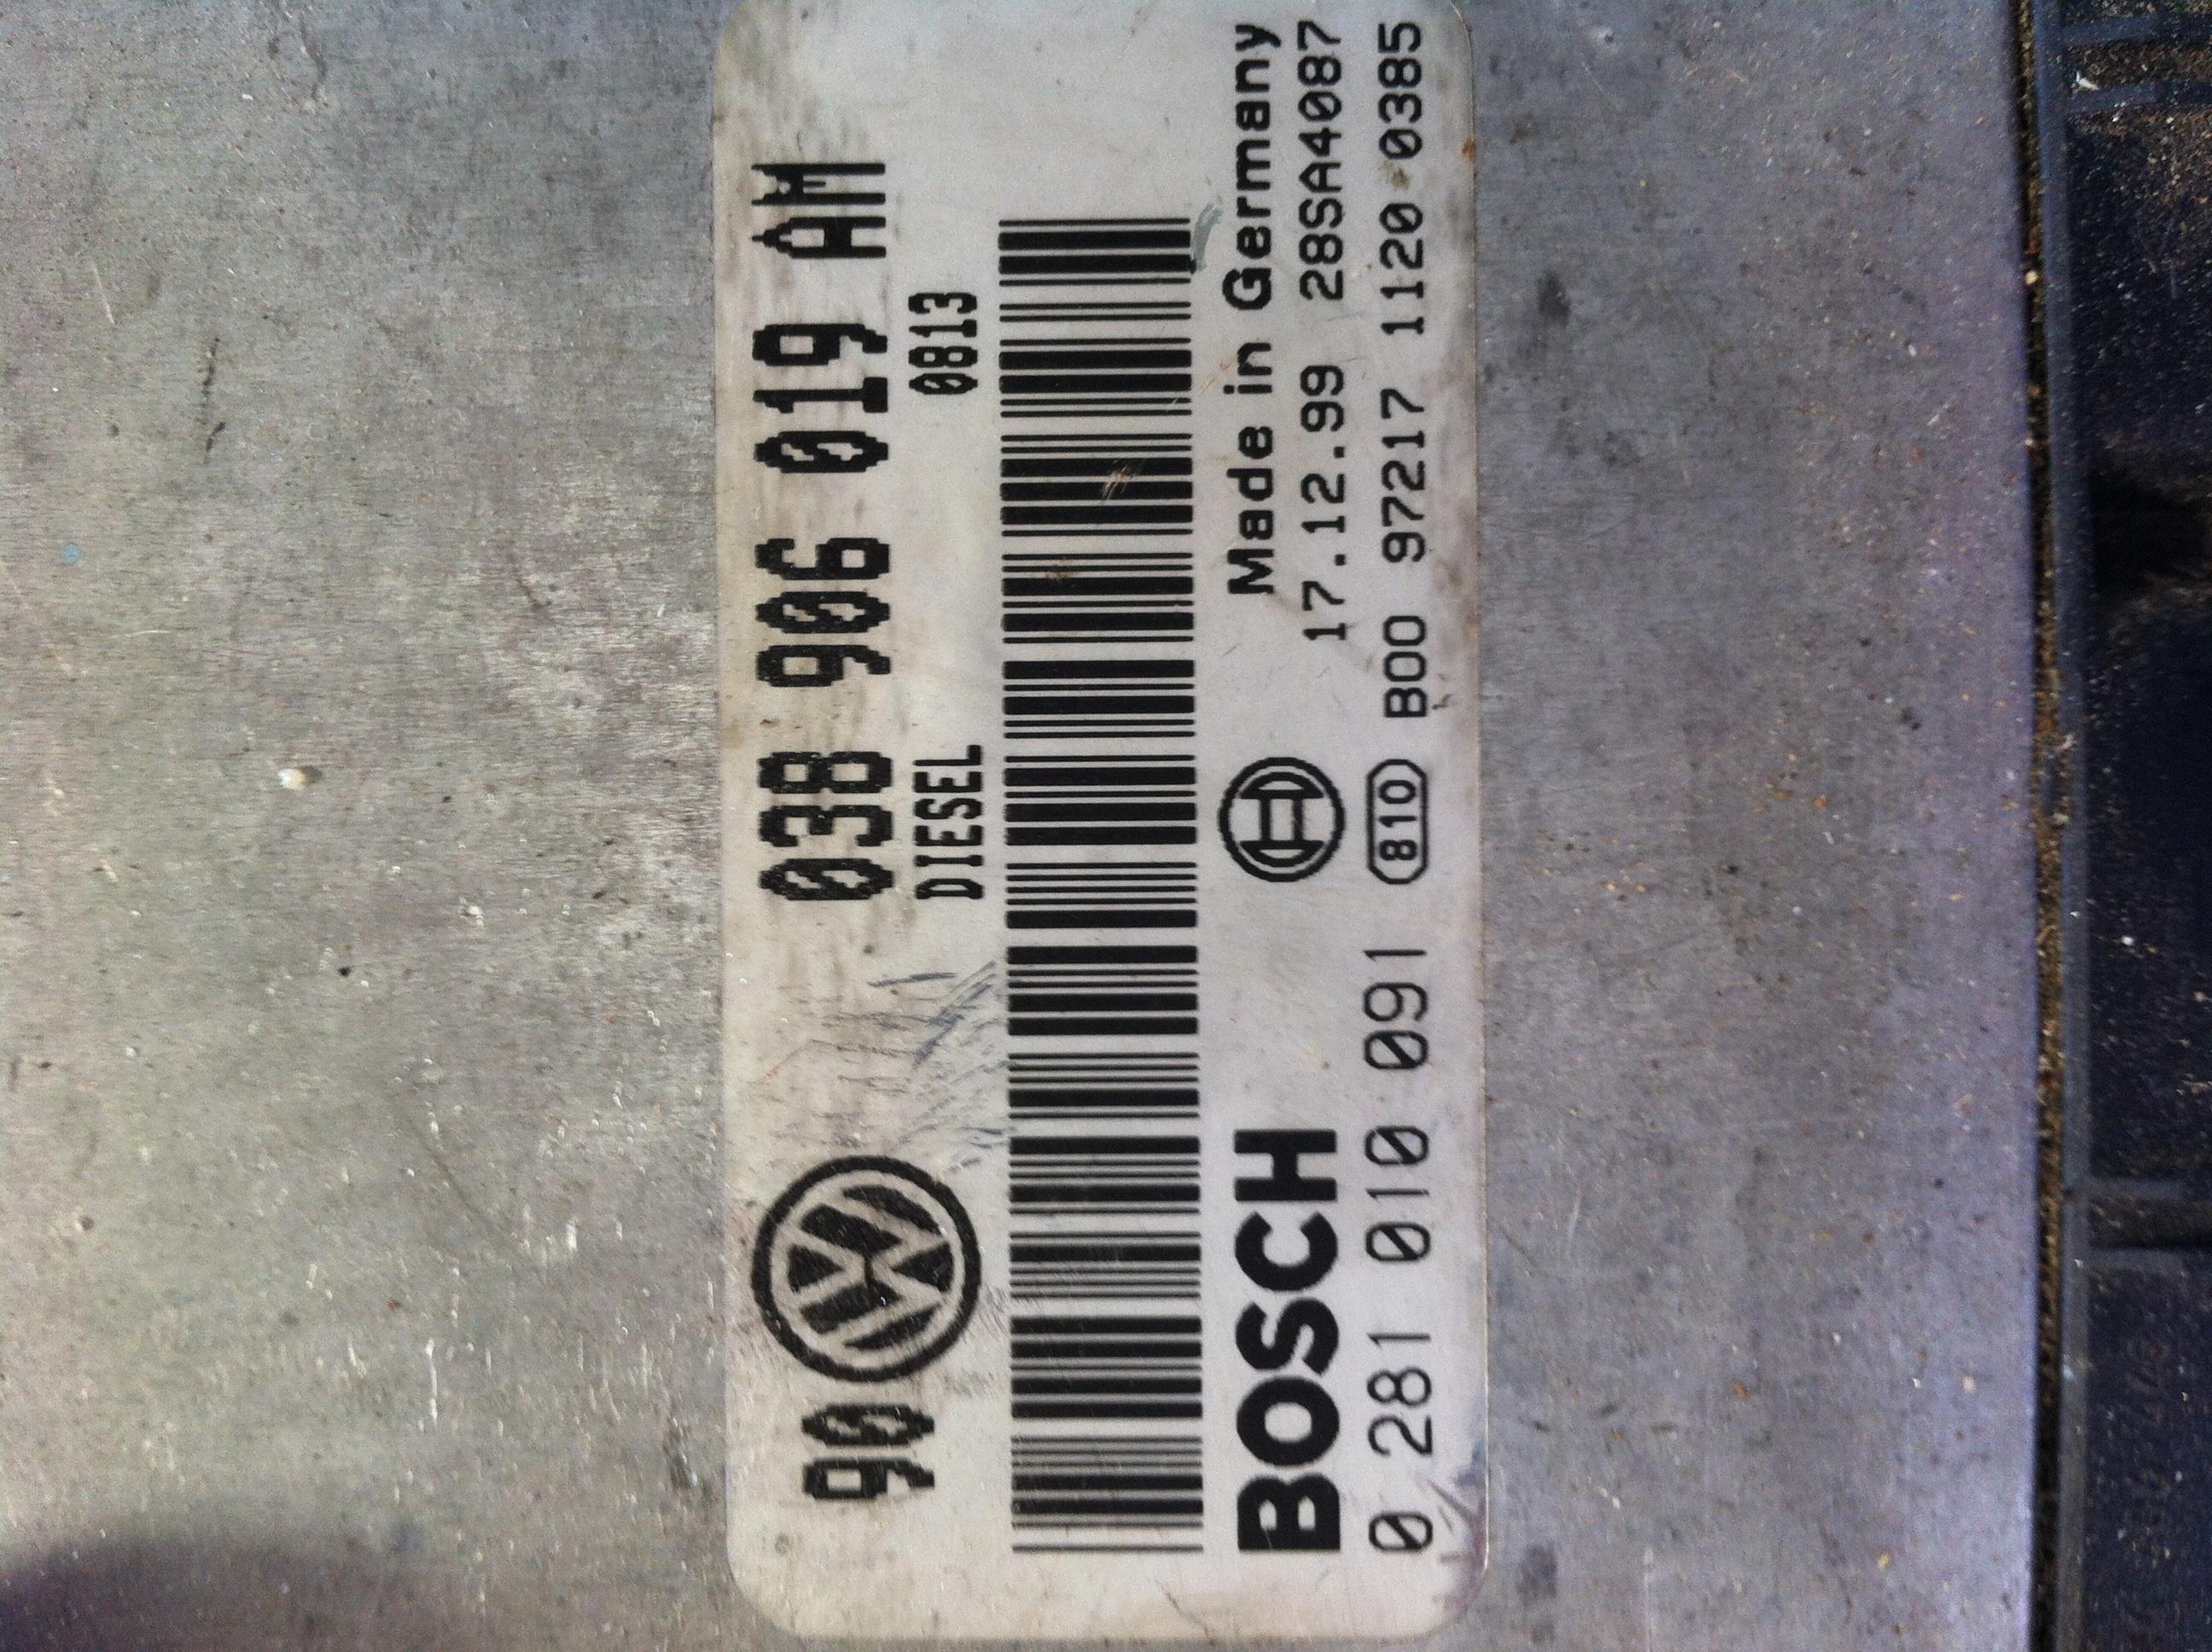 038 906 019 AM
90
DIESEL 0813
BOSCH
Made in Germany
17.12.99 28SA4087
0 281 010 091 810 B00 97217 1120 0385